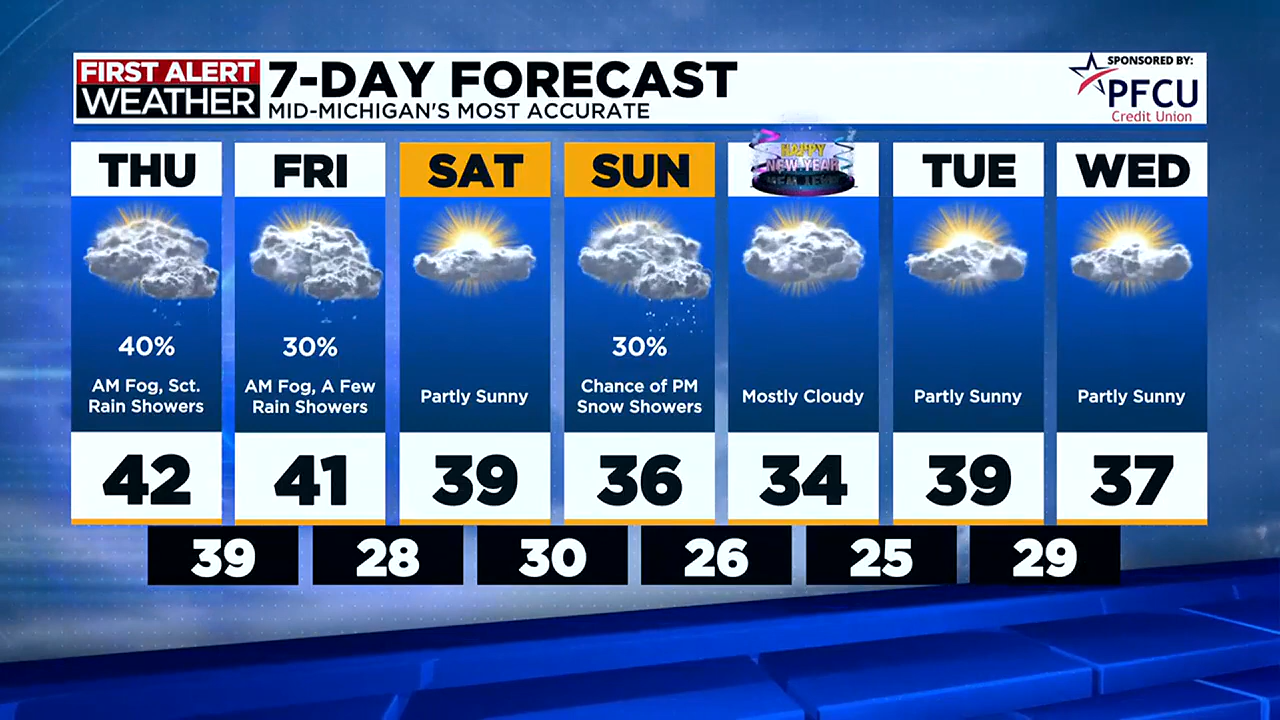 FIRST ALERT
WEATHER
7-DAY FORECAST
MID-MICHIGAN'S MOST ACCURATE
SPONSORED BY:
PFCU
Credit Union
THU
FRI
SAT
SUN
HAPPY
NEW YEAR
TUE
WED
40%
30%
30%
AM Fog, Sct.
Rain Showers
AM Fog, A Few
Rain Showers
Partly Sunny
Chance of PM
Snow Showers
Mostly Cloudy
Partly Sunny
Partly Sunny
42
41
39
36
34
39
37
39
28
30
26
25
29